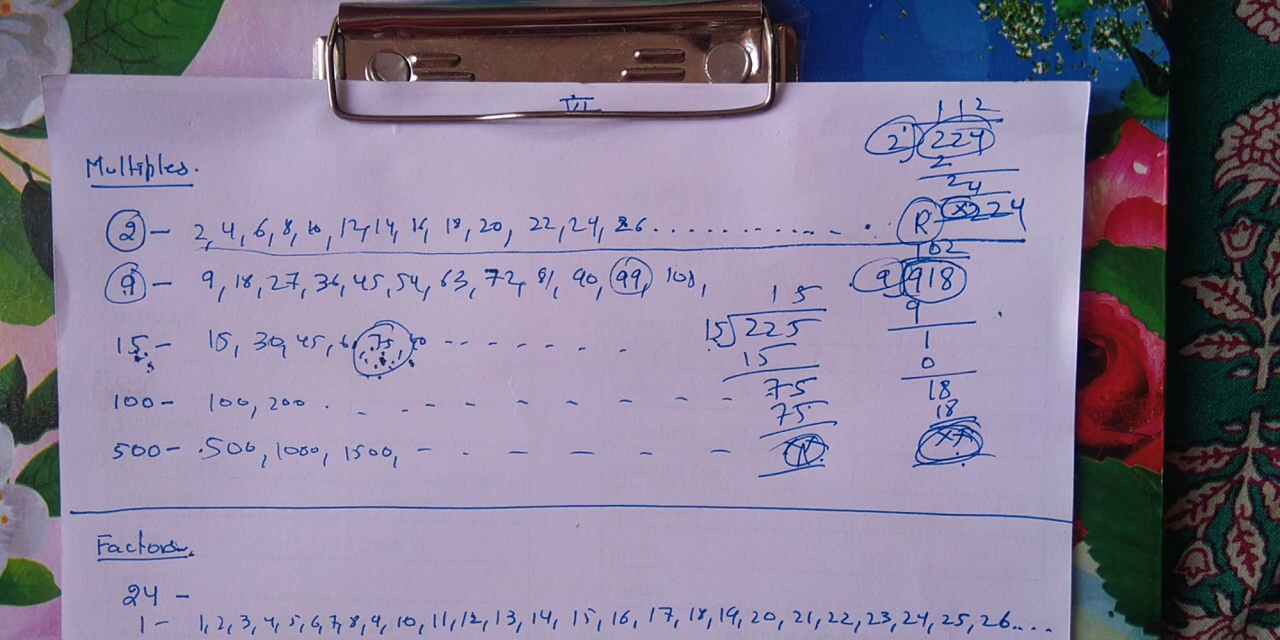 VI
Multiples.
2 - 2, 4, 6, 8, 10, 12, 14, 16, 18, 20, 22, 24, 26............
9 - 9, 18, 27, 36, 45, 54, 63, 72, 81, 90, 99, 108,
15 - 15, 30, 45, 75 - - - - - - .
100 - 100, 200 . - - - - - - - -
500 - .500, 1000, 1500, - . - - - - -
112
2) 224
2
24
R 224
102
9) 918
9
1
0
18
18
xx
15
15) 225
15
75
75
Factors.
24 -
1 - 1, 2, 3, 4, 5, 6, 7, 8, 9, 10, 11, 12, 13, 14, 15, 16, 17, 18, 19, 20, 21, 22, 23, 24, 25, 26....